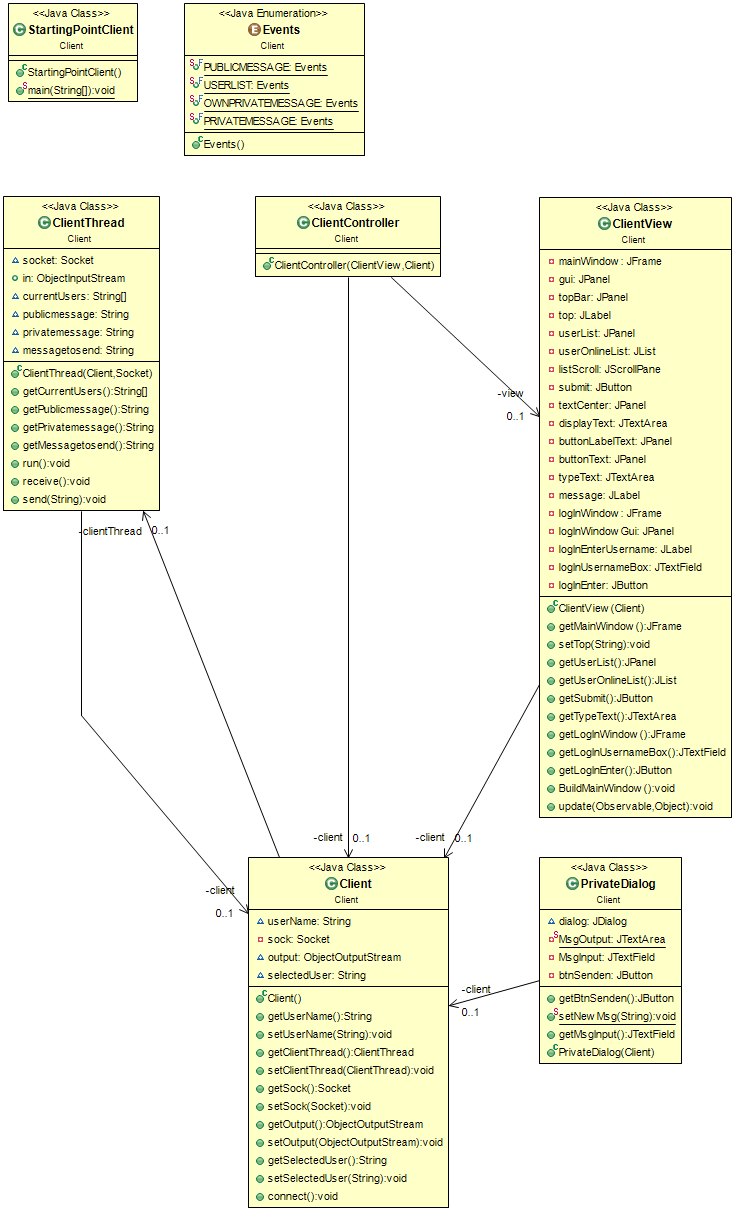 <<Java Class>>
StartingPointClient
Client
StartingPointClient()
main(String[]):void
<<Java Enumeration>>
Events
Client
PUBLICMESSAGE: Events
USERLIST: Events
OWNPRIVATEMESSAGE: Events
PRIVATEMESSAGE: Events
Events()
<<Java Class>>
ClientThread
Client
socket: Socket
in: ObjectInputStream
currentUsers: String[]
publicmessage: String
privatemessage: String
messagetosend: String
ClientThread(Client,Socket)
getCurrentUsers():String[]
getPublicmessage():String
getPrivatemessage():String
getMessagetosend():String
run():void
receive():void
send(String):void
<<Java Class>>
ClientController
Client
ClientController(ClientView,Client)
<<Java Class>>
ClientView
Client
mainWindow: JFrame
gui: JPanel
topBar: JPanel
top: JLabel
userList: JPanel
userOnlineList: JList
listScroll: JScrollPane
submit: JButton
textCenter: JPanel
displayText: JTextArea
buttonLabelText: JPanel
buttonText: JPanel
typeText: JTextArea
message: JLabel
logInWindow: JFrame
logInWindowGui: JPanel
logInEnterUsername: JLabel
logInUsernameBox: JTextField
logInEnter: JButton
ClientView(Client)
getMainWindow():JFrame
setTop(String):void
getUserList():JPanel
getUserOnlineList():JList
getSubmit():JButton
getTypeText():JTextArea
getLogInWindow():JFrame
getLogInUsernameBox():JTextField
getLogInEnter():JButton
BuildMainWindow():void
update(Observable,Object):void
-view
0..1
-clientThread
0..1
-client
0..1
-client
0..1
-client
0..1
<<Java Class>>
Client
Client
userName: String
sock: Socket
output: ObjectOutputStream
selectedUser: String
Client()
getUserName():String
setUserName(String):void
getClientThread():ClientThread
setClientThread(ClientThread):void
getSock():Socket
setSock(Socket):void
getOutput():ObjectOutputStream
setOutput(ObjectOutputStream):void
getSelectedUser():String
setSelectedUser(String):void
connect():void
-client
0..1
<<Java Class>>
PrivateDialog
Client
dialog: JDialog
MsgOutput: JTextArea
MsgInput: JTextField
btnSenden: JButton
getBtnSenden():JButton
setNewMsg(String):void
getMsgInput():JTextField
PrivateDialog(Client)